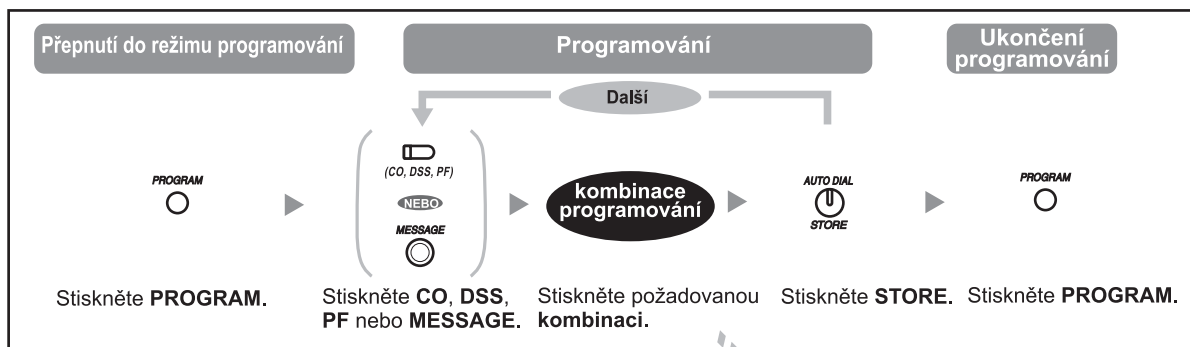 Přepnutí do režimu programování
Programování
Ukončení
programování
Další
PROGRAM
(CO, DSS, PF)
NEBO
MESSAGE
kombinace
programování
AUTO DIAL
STORE
PROGRAM
Stiskněte PROGRAM.
Stiskněte CO, DSS,
PF nebo MESSAGE.
Stiskněte požadovanou
kombinaci.
Stiskněte STORE.
Stiskněte PROGRAM.